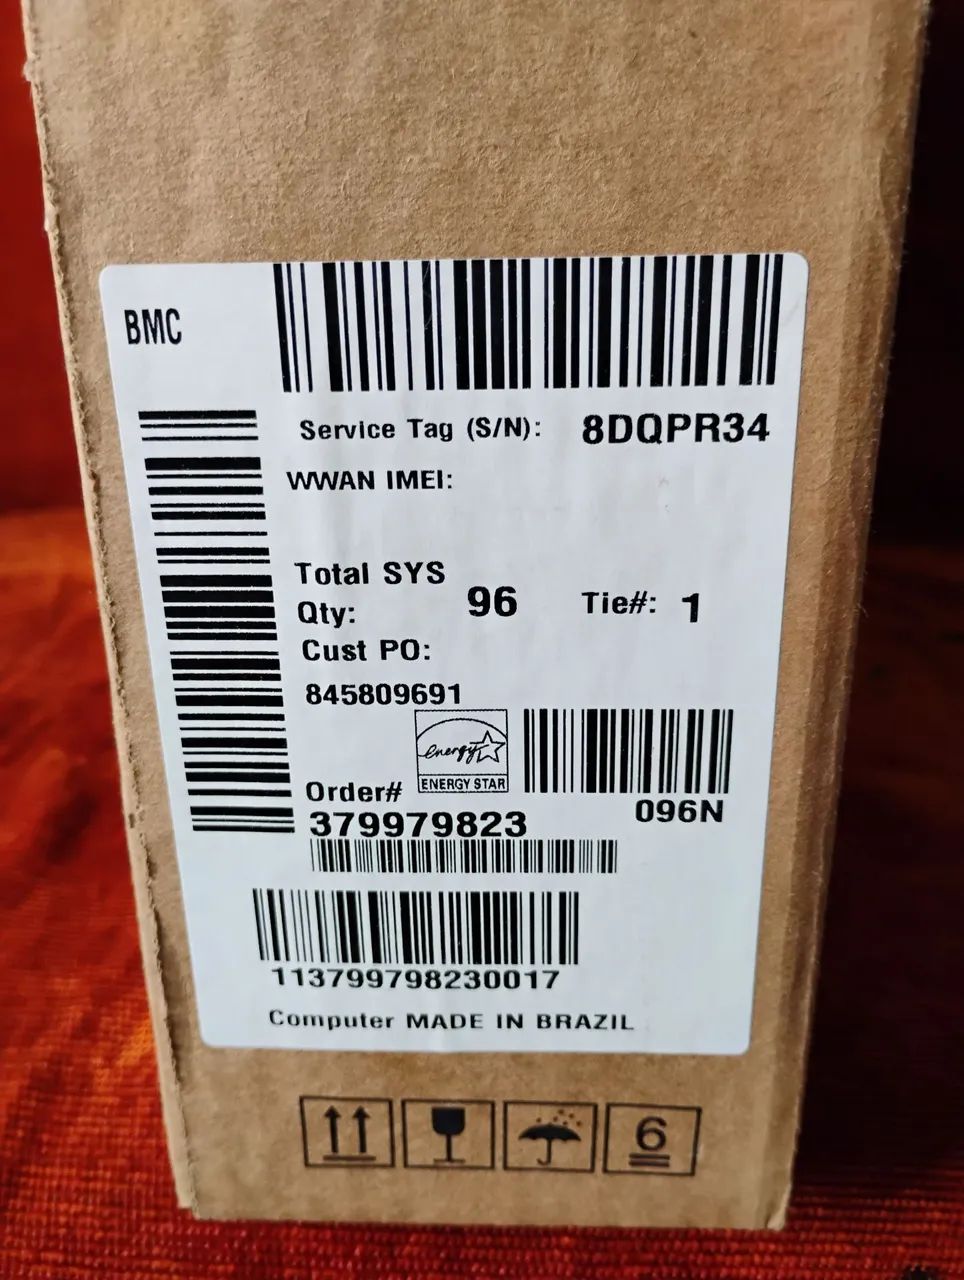 BMC
Service Tag (S/N): 8DQPR34
WWAN IMEI:
Total SYS
Qty: 96 Tie#: 1
Cust PO:
845809691
energy
ENERGY STAR
Order#
379979823
096N
113799798230017
Computer MADE IN BRAZIL
6